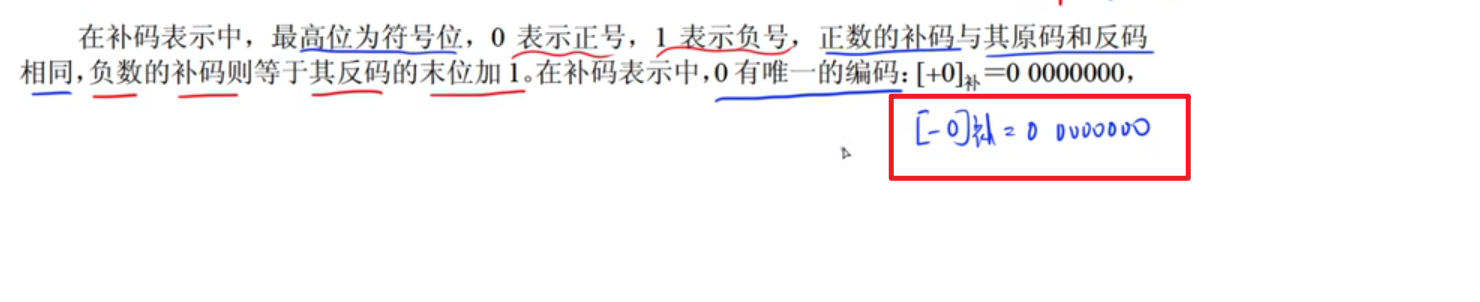 在补码表示中，最高位为符号位，0 表示正号，1 表示负号，正数的补码与其原码和反码
相同，负数的补码则等于其反码的末位加 1。在补码表示中，0 有唯一的编码：[+0]补＝0 0000000，
[-0]补 = 0 0000000